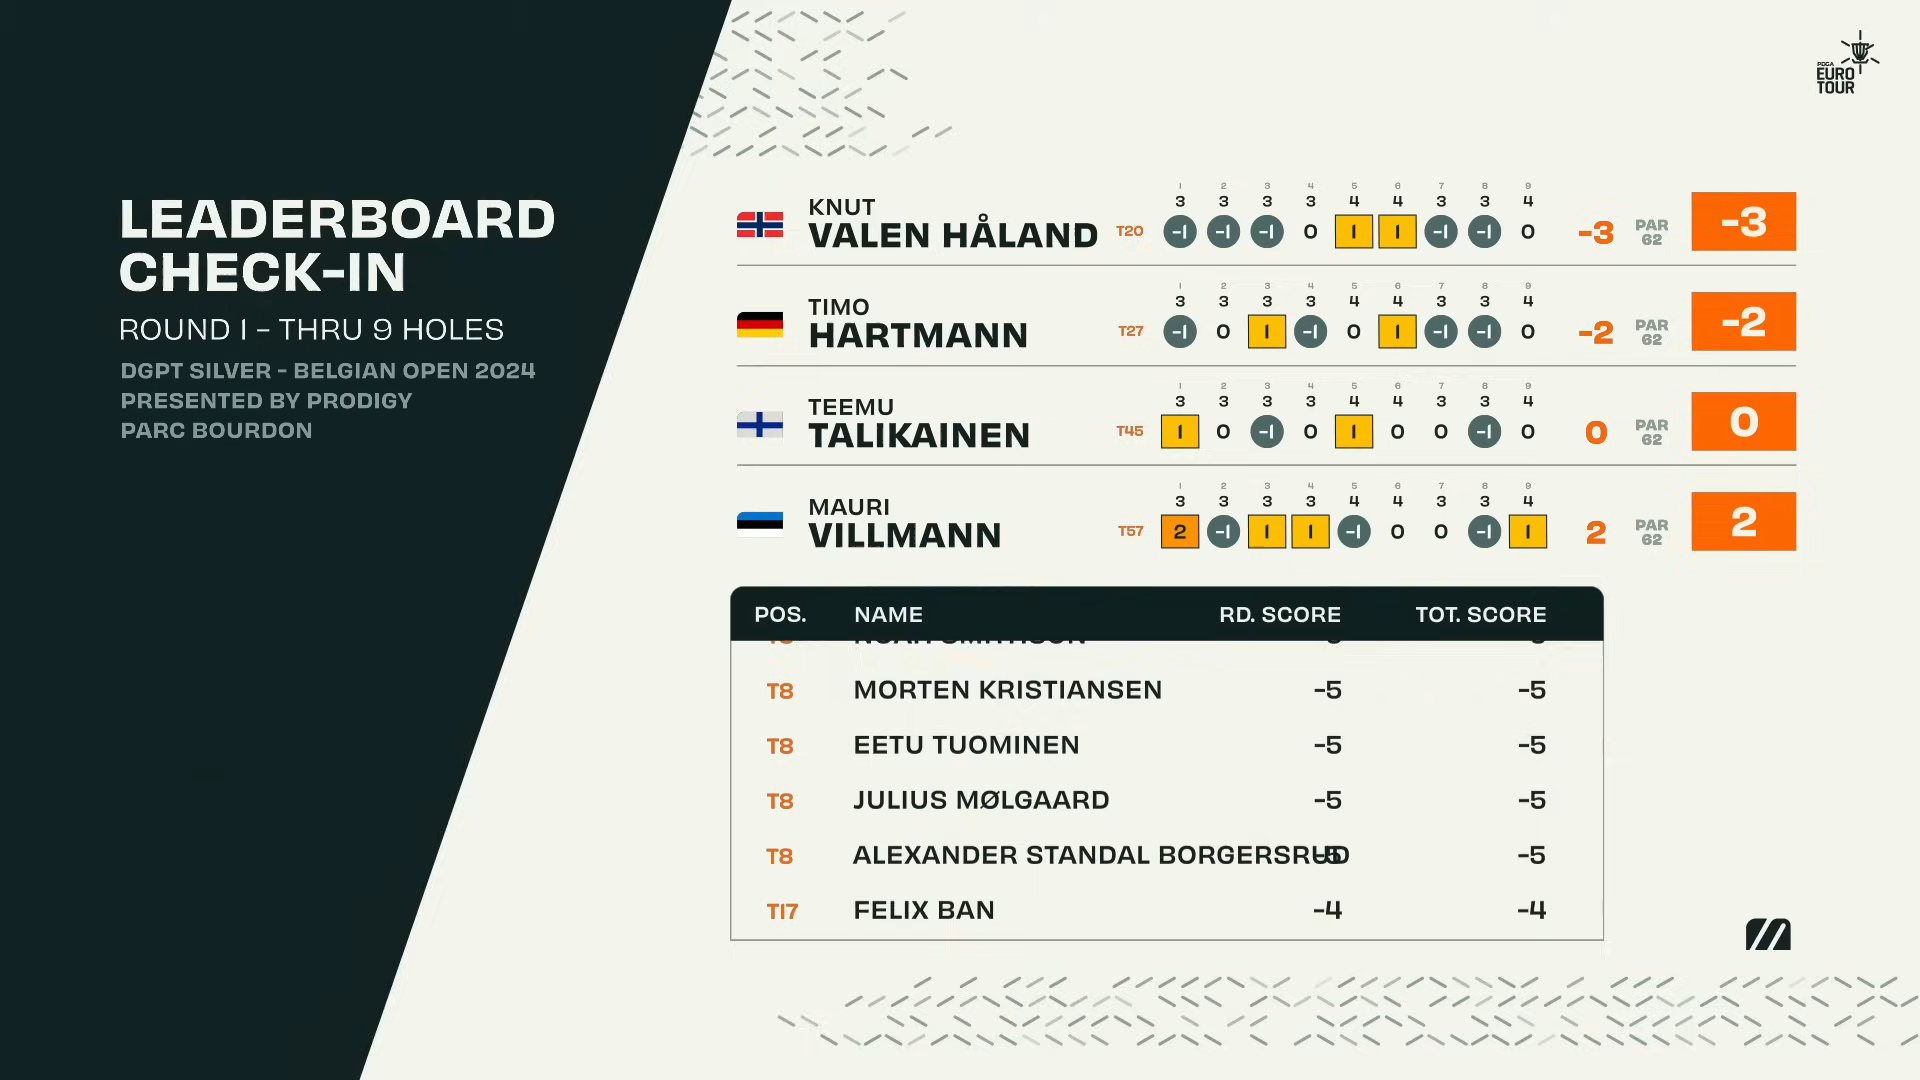 LEADERBOARD
CHECK-IN
ROUND 1 - THRU 9 HOLES
DGPT SILVER - BELGIAN OPEN 2024
PRESENTED BY PRODIGY
PARC BOURDON
PDGA
EURO
TOUR
1 2 3 4 5 6 7 8 9
3 3 3 3 4 4 3 3 4
KNUT
VALEN HÅLAND T20 -1 -1 -1 0 1 1 -1 -1 0 -3 PAR 62 -3
1 2 3 4 5 6 7 8 9
3 3 3 3 4 4 3 3 4
TIMO
HARTMANN T27 -1 0 1 -1 0 1 -1 -1 0 -2 PAR 62 -2
1 2 3 4 5 6 7 8 9
3 3 3 3 4 4 3 3 4
TEEMU
TALIKAINEN T45 1 0 -1 0 1 0 0 -1 0 0 PAR 62 0
1 2 3 4 5 6 7 8 9
3 3 3 3 4 4 3 3 4
MAURI
VILLMANN T57 2 -1 1 1 -1 0 0 -1 1 2 PAR 62 2
POS. NAME RD. SCORE TOT. SCORE
T8 MORTEN KRISTIANSEN -5 -5
T8 EETU TUOMINEN -5 -5
T8 JULIUS MØLGAARD -5 -5
T8 ALEXANDER STANDAL BORGERSRUD -5 -5
T17 FELIX BAN -4 -4